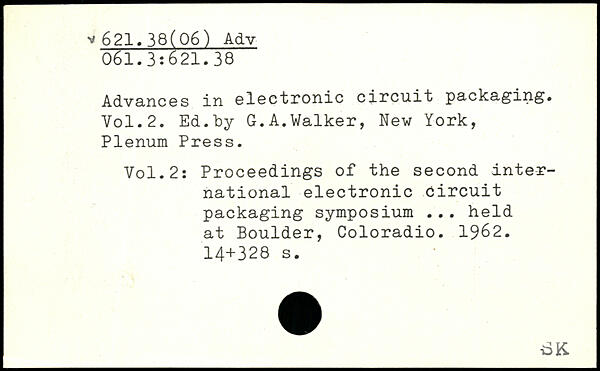 √ 621.38(06) Adv
061.3:621.38
Advances in electronic circuit packaging.
Vol.2. Ed.by G.A.Walker, New York,
Plenum Press.
Vol.2: Proceedings of the second inter-
national electronic circuit
packaging symposium ... held
at Boulder, Coloradio. 1962.
14+328 s.
SK